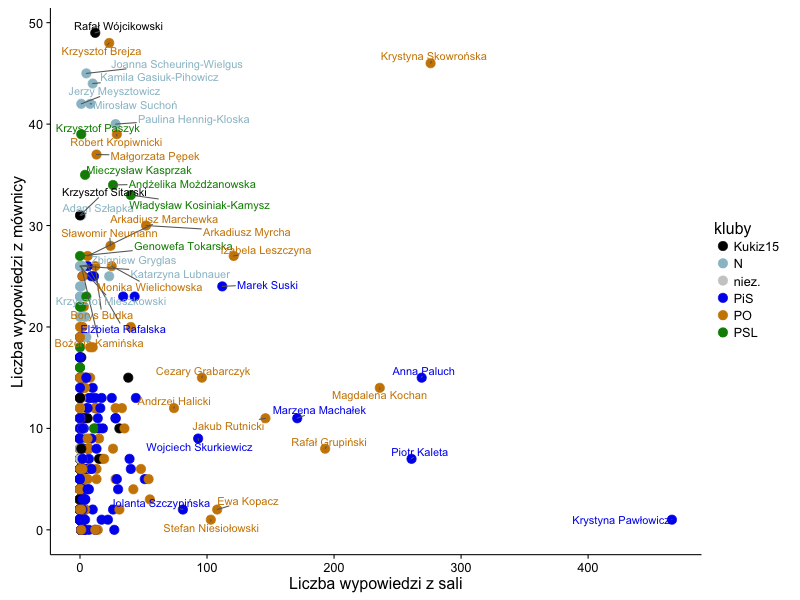 50
40
30
20
10
0
0
100
200
300
400
Liczba wypowiedzi z mównicy
Liczba wypowiedzi z sali
Rafał Wójcikowski
Krzysztof Brejza
Krystyna Skowrońska
Joanna Scheuring-Wielgus
Kamila Gasiuk-Pihowicz
Jerzy Meysztowicz
Mirosław Suchoń
Paulina Hennig-Kloska
Krzysztof Paszyk
Robert Kropiwnicki
Małgorzata Pępek
Mieczysław Kasprzak
Andżelika Możdżanowska
Krzysztof Sitarski
Władysław Kosiniak-Kamysz
Adam Szłapka
Arkadiusz Marchewka
Sławomir Neumann
Arkadiusz Myrcha
Genowefa Tokarska
Izabela Leszczyna
Zbigniew Gryglas
Katarzyna Lubnauer
Monika Wielichowska
Marek Suski
Krzysztof Mieszkowski
Borys Budka
Elżbieta Rafalska
Bożena Kamińska
Cezary Grabarczyk
Anna Paluch
Magdalena Kochan
Andrzej Halicki
Marzena Machałek
Jakub Rutnicki
Rafał Grupiński
Wojciech Skurkiewicz
Piotr Kaleta
Jolanta Szczypińska
Ewa Kopacz
Stefan Niesiołowski
Krystyna Pawłowicz
kluby
Kukiz15
N
niez.
PiS
PO
PSL